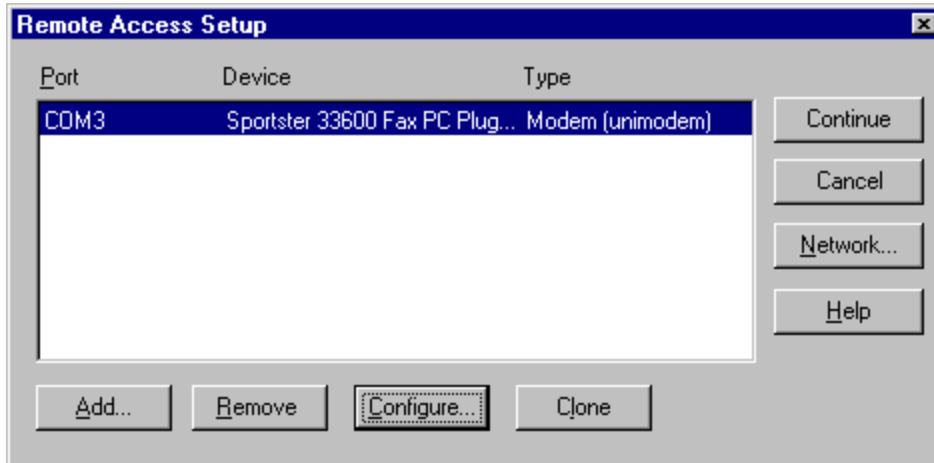 Remote Access Setup
Port Device Type
COM3 Sportster 33600 Fax PC Plug... Modem (unimodem)
Continue
Cancel
Network...
Help
Add... Remove Configure... Clone